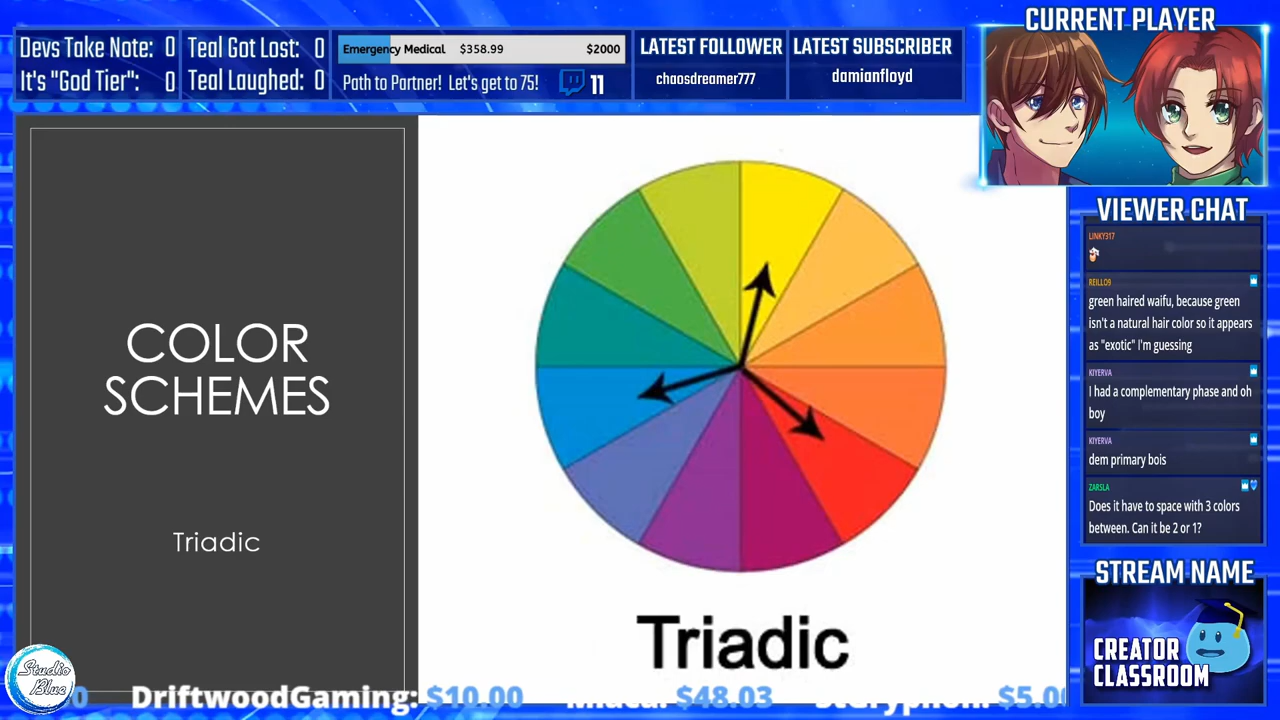 Devs Take Note: 0
It's "God Tier": 0
Teal Got Lost: 0
Teal Laughed: 0
Emergency Medical $358.99 $2000
Path to Partner! Let's get to 75! 11
LATEST FOLLOWER
chaosdreamer777
LATEST SUBSCRIBER
damianfloyd
CURRENT PLAYER
COLOR
SCHEMES
Triadic
Triadic
VIEWER CHAT
LINKY317
REILLO9
green haired waifu, because green
isn't a natural hair color so it appears
as "exotic" I'm guessing
KIYERVA
I had a complementary phase and oh
boy
KIYERVA
dem primary bois
ZARSLA
Does it have to space with 3 colors
between. Can it be 2 or 1?
STREAM NAME
CREATOR
CLASSROOM
Studio
Blue
0 DriftwoodGaming: $10.00 $48.03